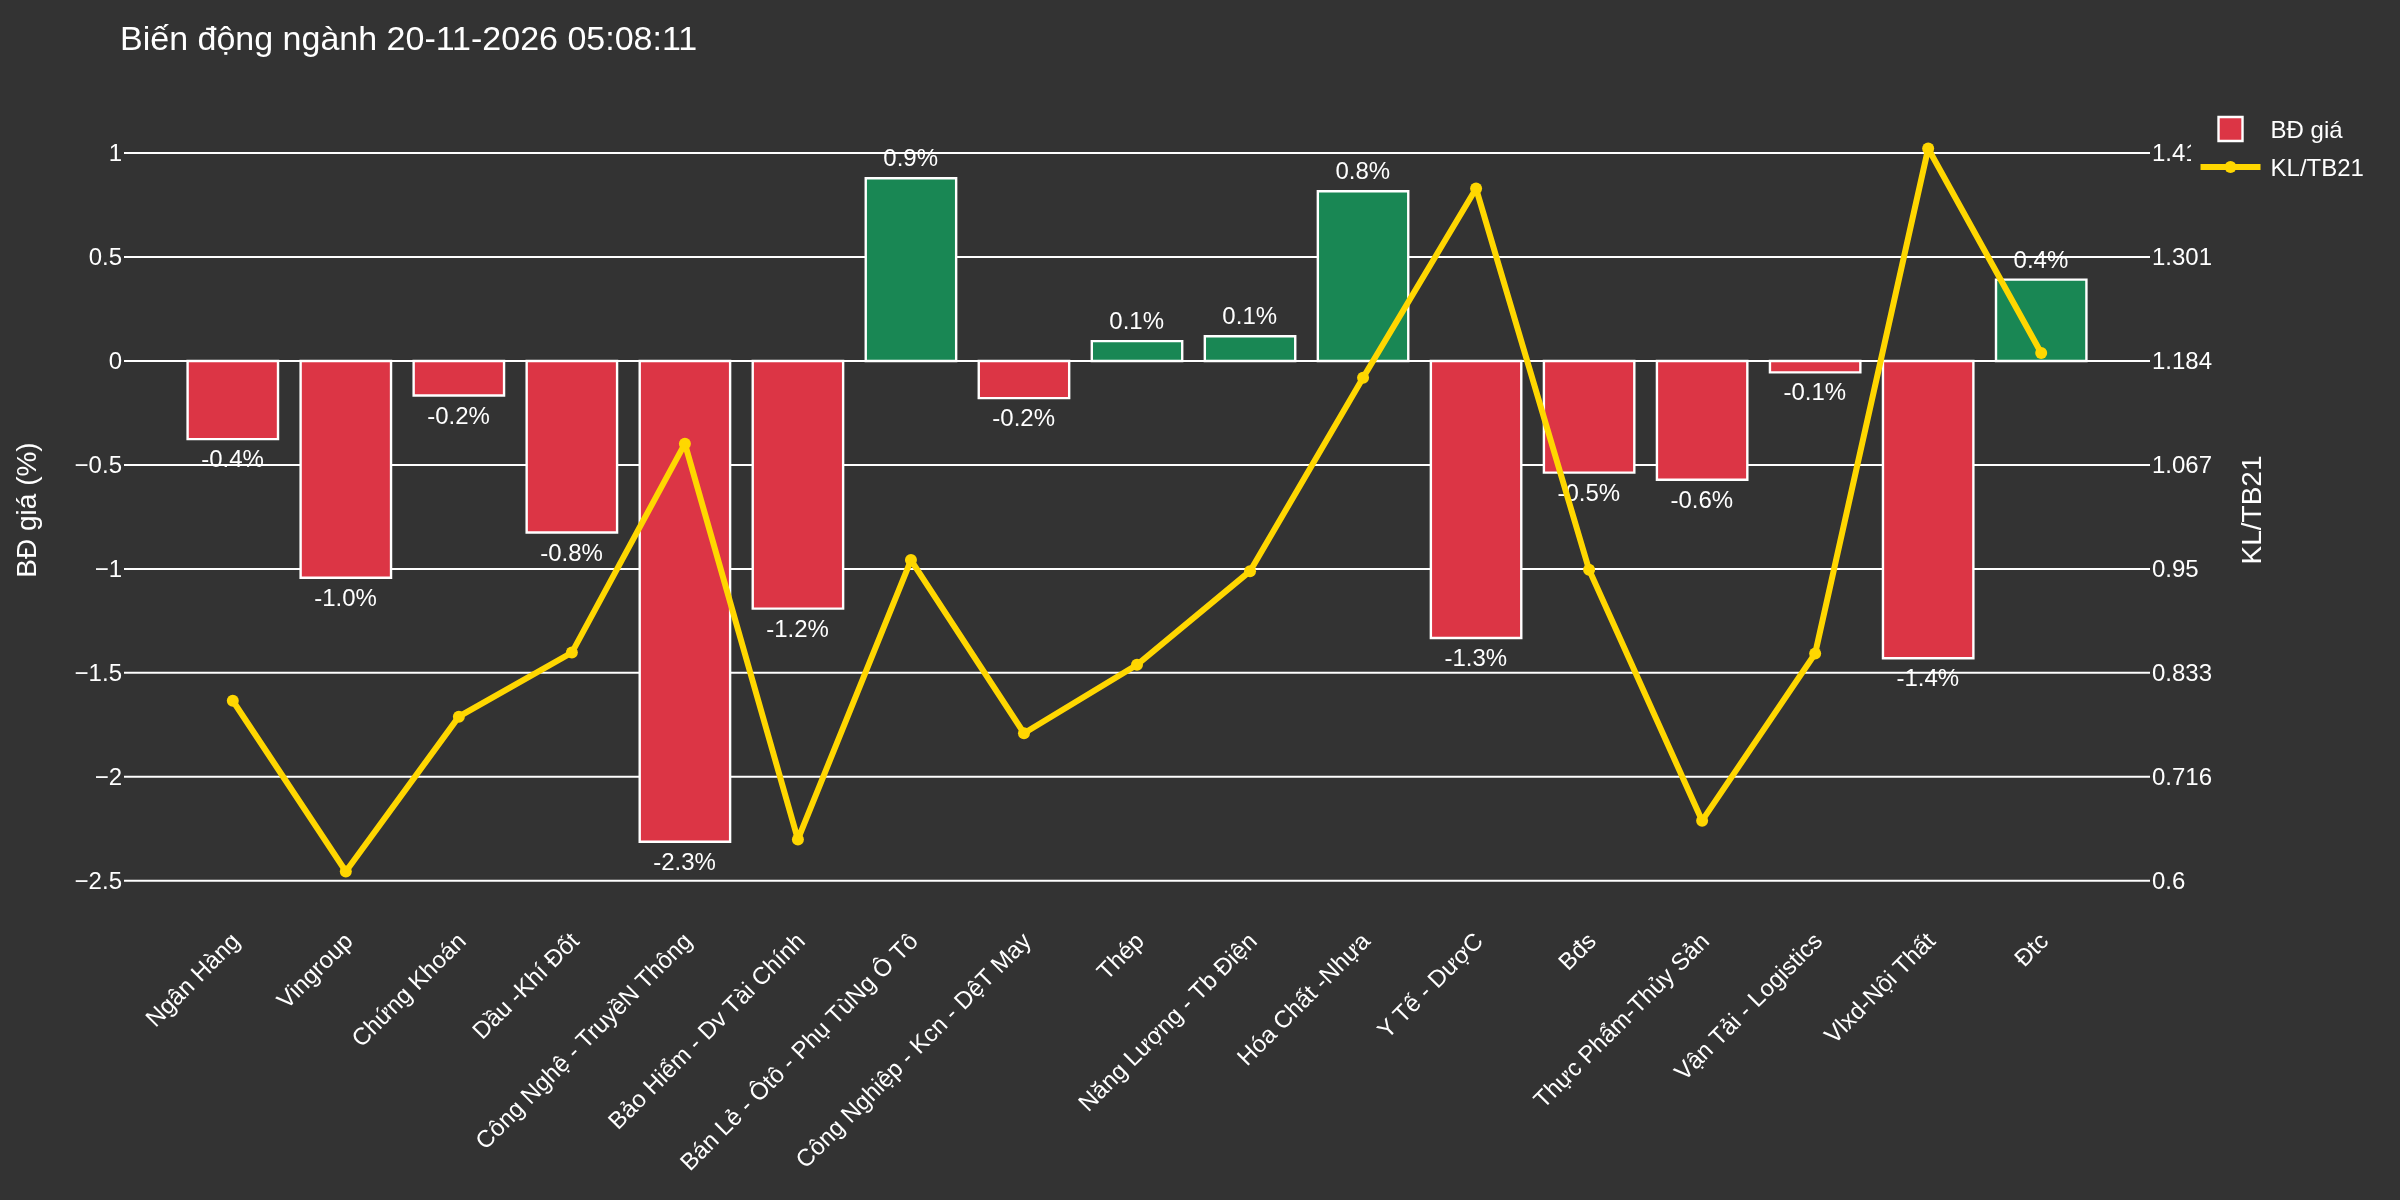 Biến động ngành 20-11-2026 05:08:11
BĐ giá
KL/TB21
1
0.5
0
−0.5
−1
−1.5
−2
−2.5
BĐ giá (%)
-0.4%
-1.0%
-0.2%
-0.8%
-2.3%
-1.2%
0.9%
-0.2%
0.1%
0.1%
0.8%
-1.3%
-0.5%
-0.6%
-0.1%
-1.4%
0.4%
1.301
1.184
1.067
0.95
0.833
0.716
0.6
KL/TB21
Ngân Hàng
Vingroup
Chứng Khoán
Dầu -Khí Đốt
Công Nghệ - TruyềN Thông
Bảo Hiểm - Dv Tài Chính
Bán Lẻ - Ôtô - Phụ TùNg Ô Tô
Công Nghiệp - Kcn - DệT May
Thép
Năng Lượng - Tb Điện
Hóa Chất -Nhựa
Y Tế - DượC
Bđs
Thực Phẩm-Thủy Sản
Vận Tải - Logistics
Vlxd-Nội Thất
Đtc